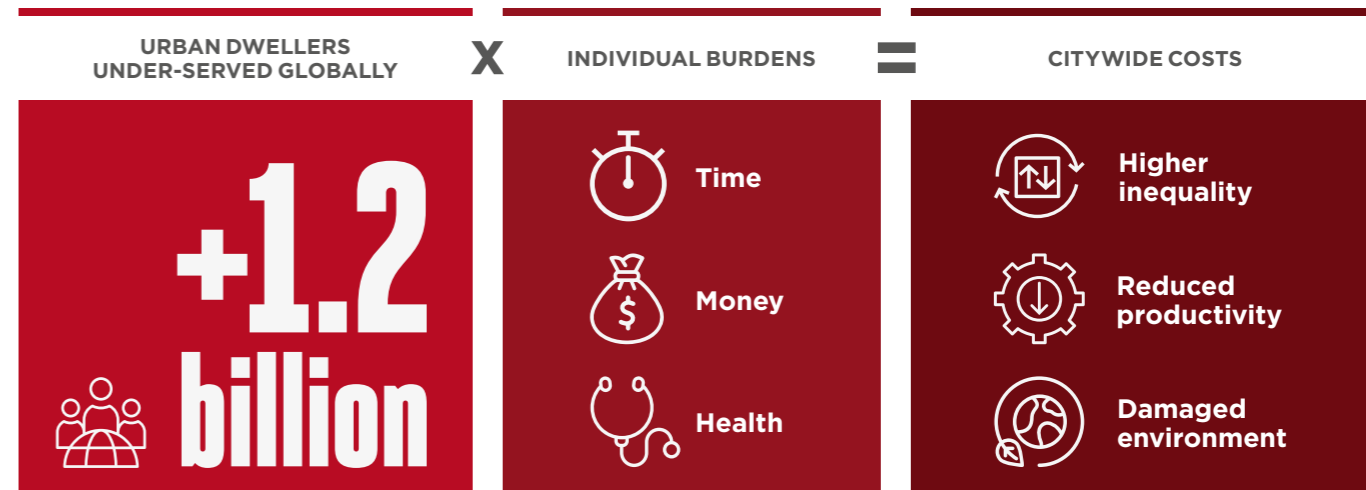 URBAN DWELLERS
UNDER-SERVED GLOBALLY
X
INDIVIDUAL BURDENS
=
CITYWIDE COSTS
+1.2
billion
Time
Money
$
Health
Higher
inequality
Reduced
productivity
Damaged
environment